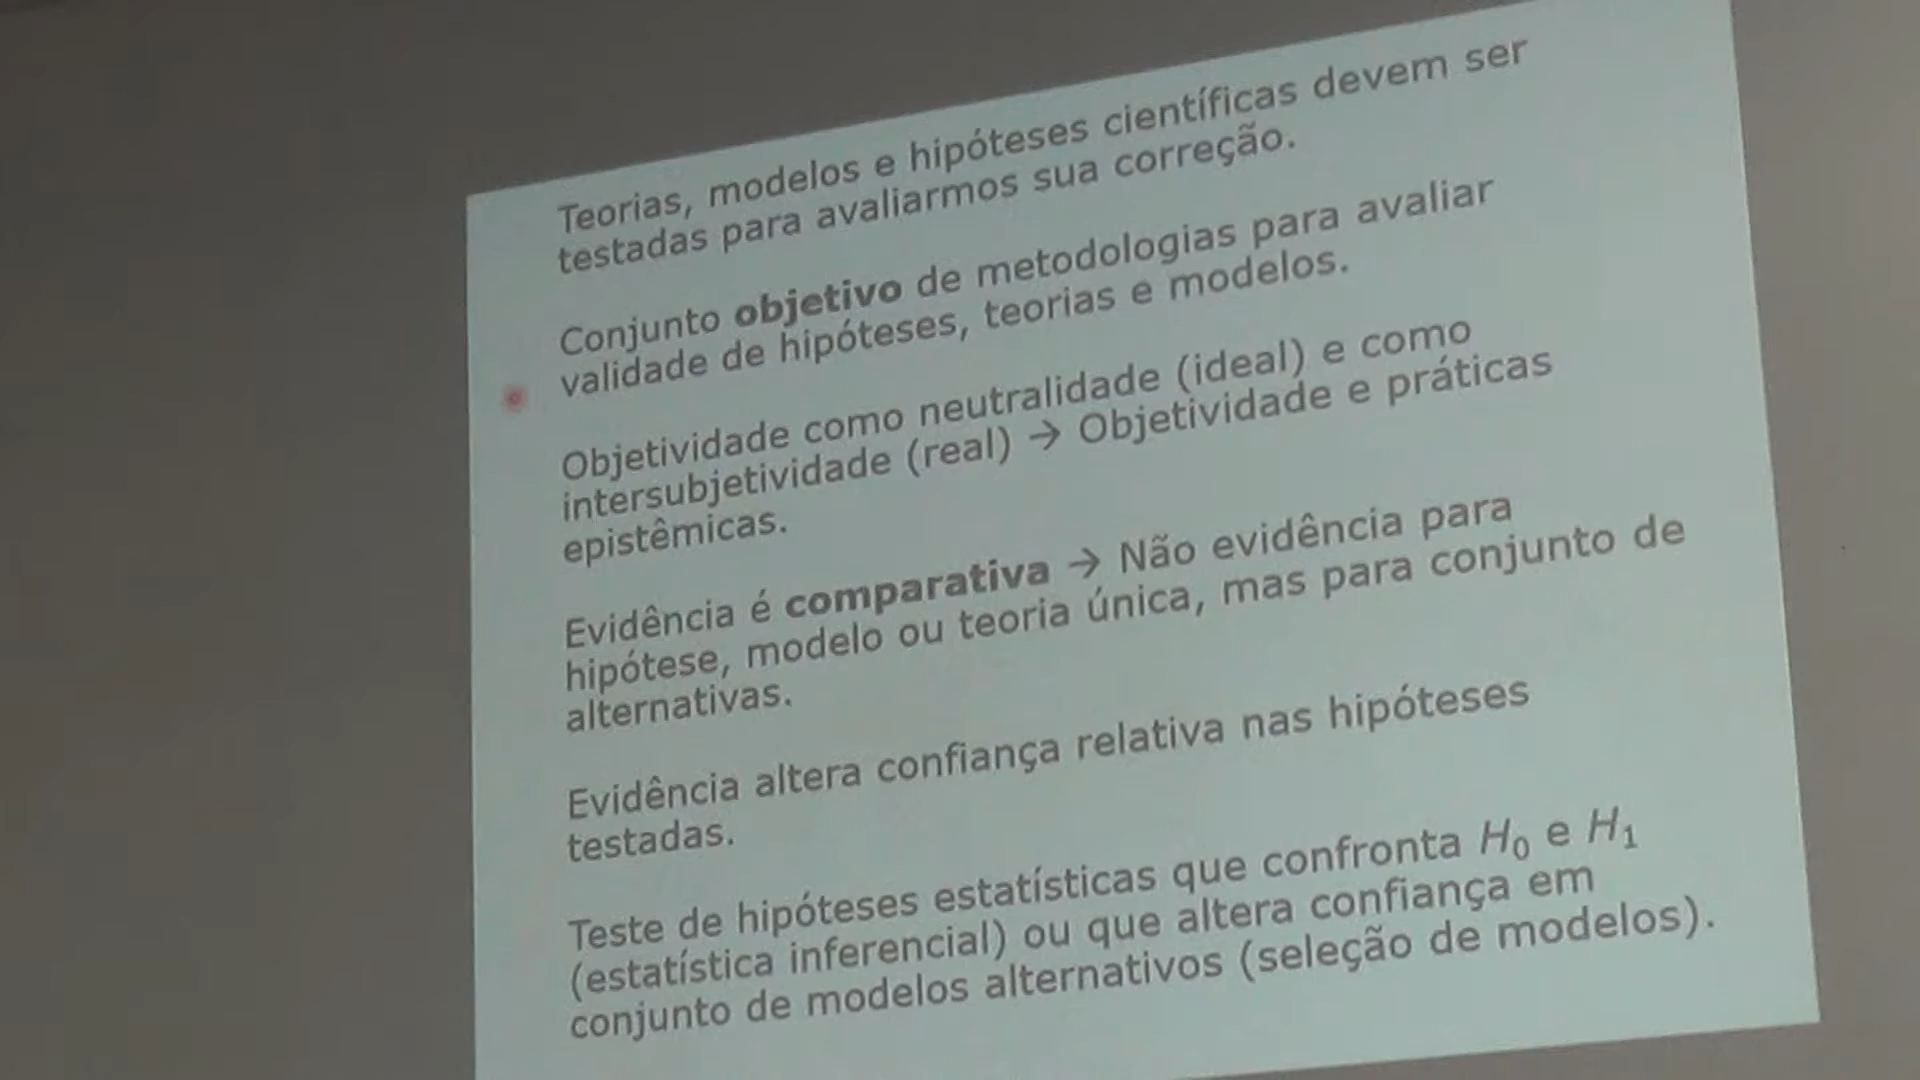 Teorias, modelos e hipóteses científicas devem ser
testadas para avaliarmos sua correção.
Conjunto objetivo de metodologias para avaliar
validade de hipóteses, teorias e modelos.
Objetividade como neutralidade (ideal) e como
intersubjetividade (real) → Objetividade e práticas
epistêmicas.
Evidência é comparativa → Não evidência para
hipótese, modelo ou teoria única, mas para conjunto de
alternativas.
Evidência altera confiança relativa nas hipóteses
testadas.
Teste de hipóteses estatísticas que confronta H₀ e H₁
(estatística inferencial) ou que altera confiança em
conjunto de modelos alternativos (seleção de modelos).